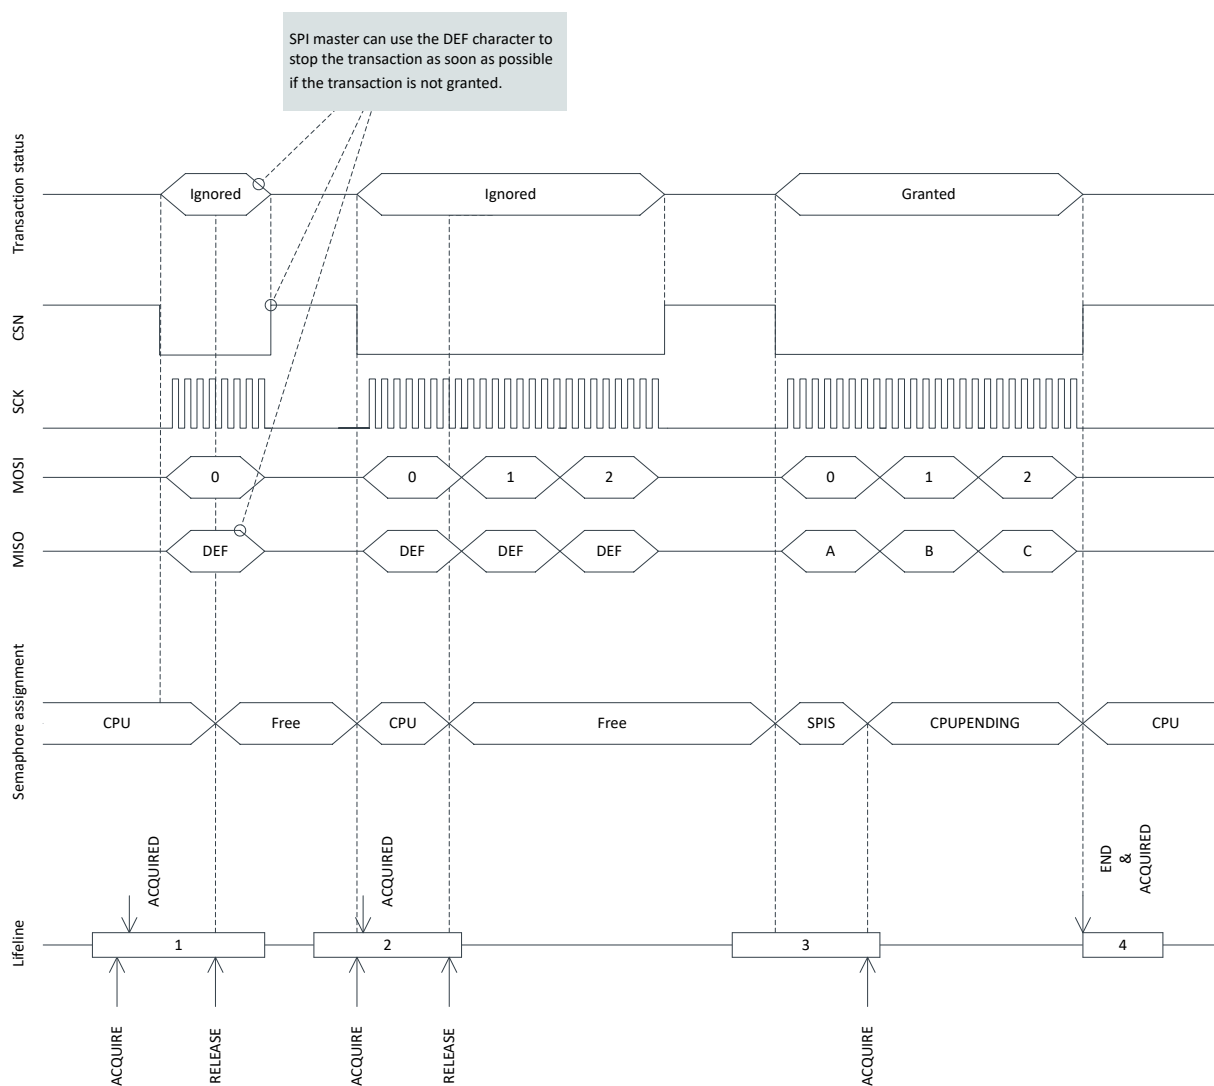 SPI master can use the DEF character to
stop the transaction as soon as possible
if the transaction is not granted.
Transaction status
Ignored
Ignored
Granted
CSN
SCK
MOSI
0
0
1
2
0
1
2
MISO
DEF
DEF
DEF
DEF
A
B
C
Semaphore assignment
CPU
Free
CPU
Free
SPIS
CPUPENDING
CPU
ACQUIRED
ACQUIRED
END
&
ACQUIRED
Lifeline
1
2
3
4
ACQUIRE
RELEASE
ACQUIRE
RELEASE
ACQUIRE